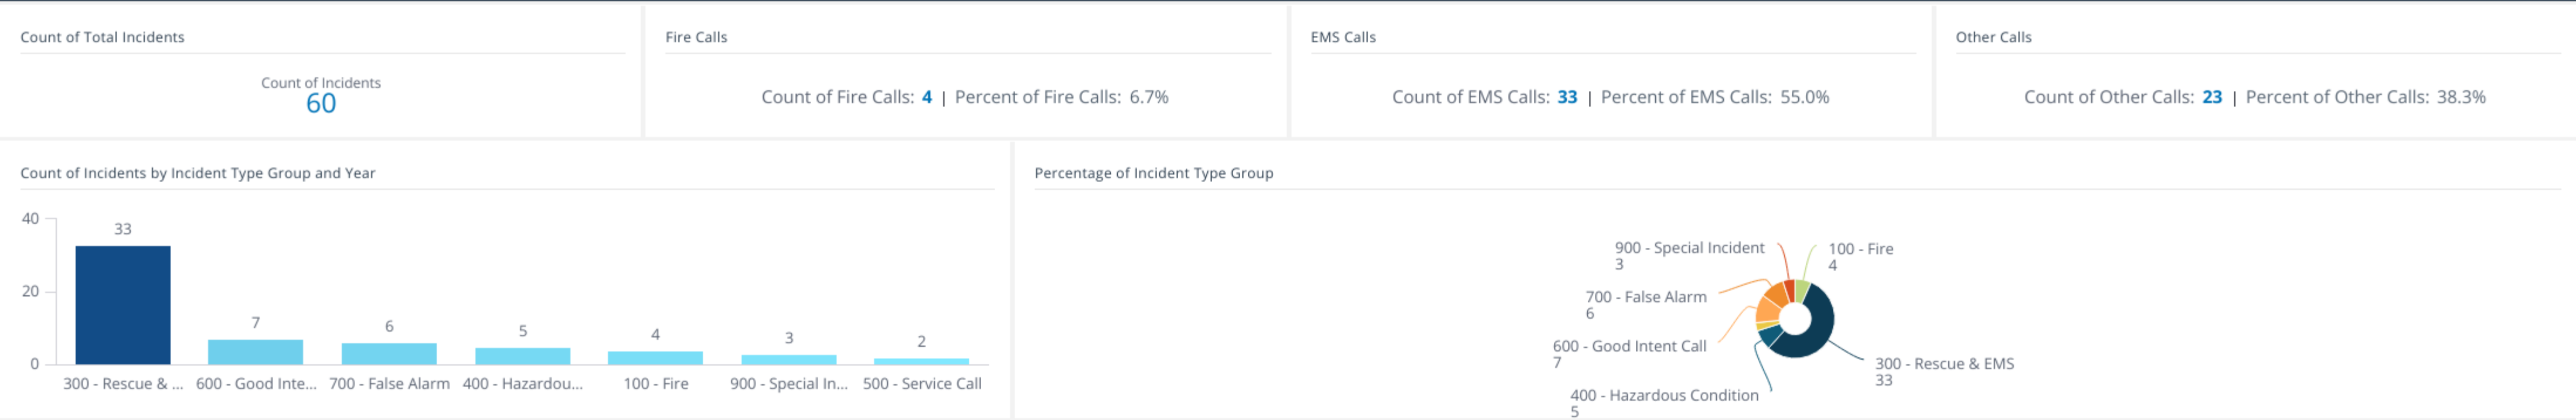 Count of Total Incidents
Count of Incidents
60
Fire Calls
Count of Fire Calls: 4 | Percent of Fire Calls: 6.7%
EMS Calls
Count of EMS Calls: 33 | Percent of EMS Calls: 55.0%
Other Calls
Count of Other Calls: 23 | Percent of Other Calls: 38.3%
Count of Incidents by Incident Type Group and Year
40
20
0
33
7
6
5
4
3
2
300 - Rescue & ...
600 - Good Inte...
700 - False Alarm
400 - Hazardou...
100 - Fire
900 - Special In...
500 - Service Call
Percentage of Incident Type Group
900 - Special Incident
3
100 - Fire
4
700 - False Alarm
6
600 - Good Intent Call
7
300 - Rescue & EMS
33
400 - Hazardous Condition
5